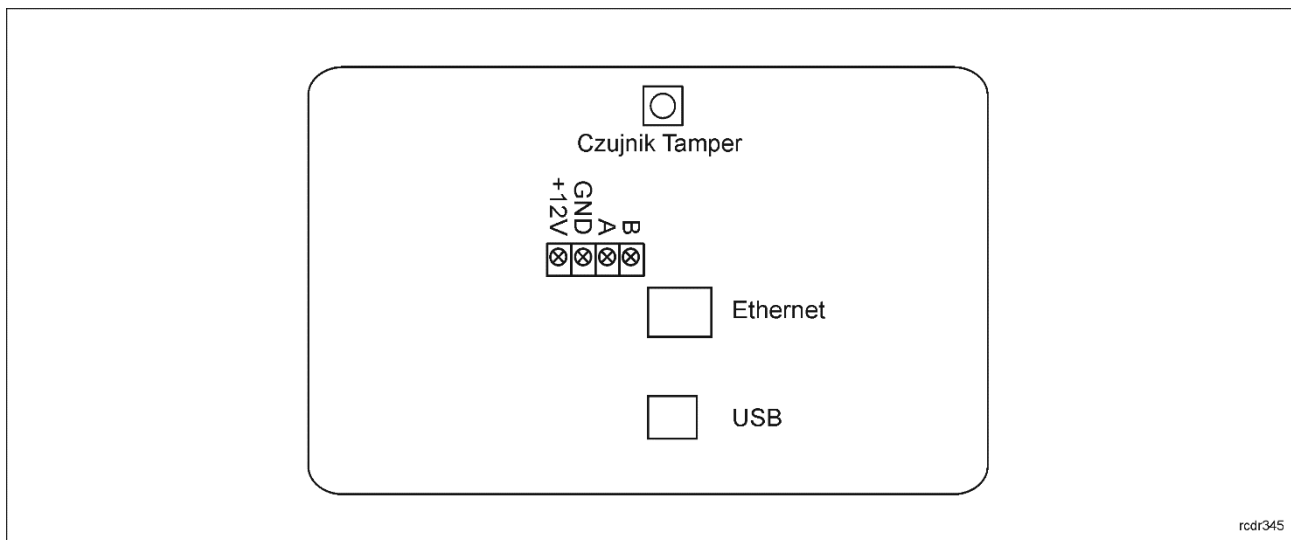 Czujnik Tamper
+12V
GND
A
B
Ethernet
USB
rcdr345